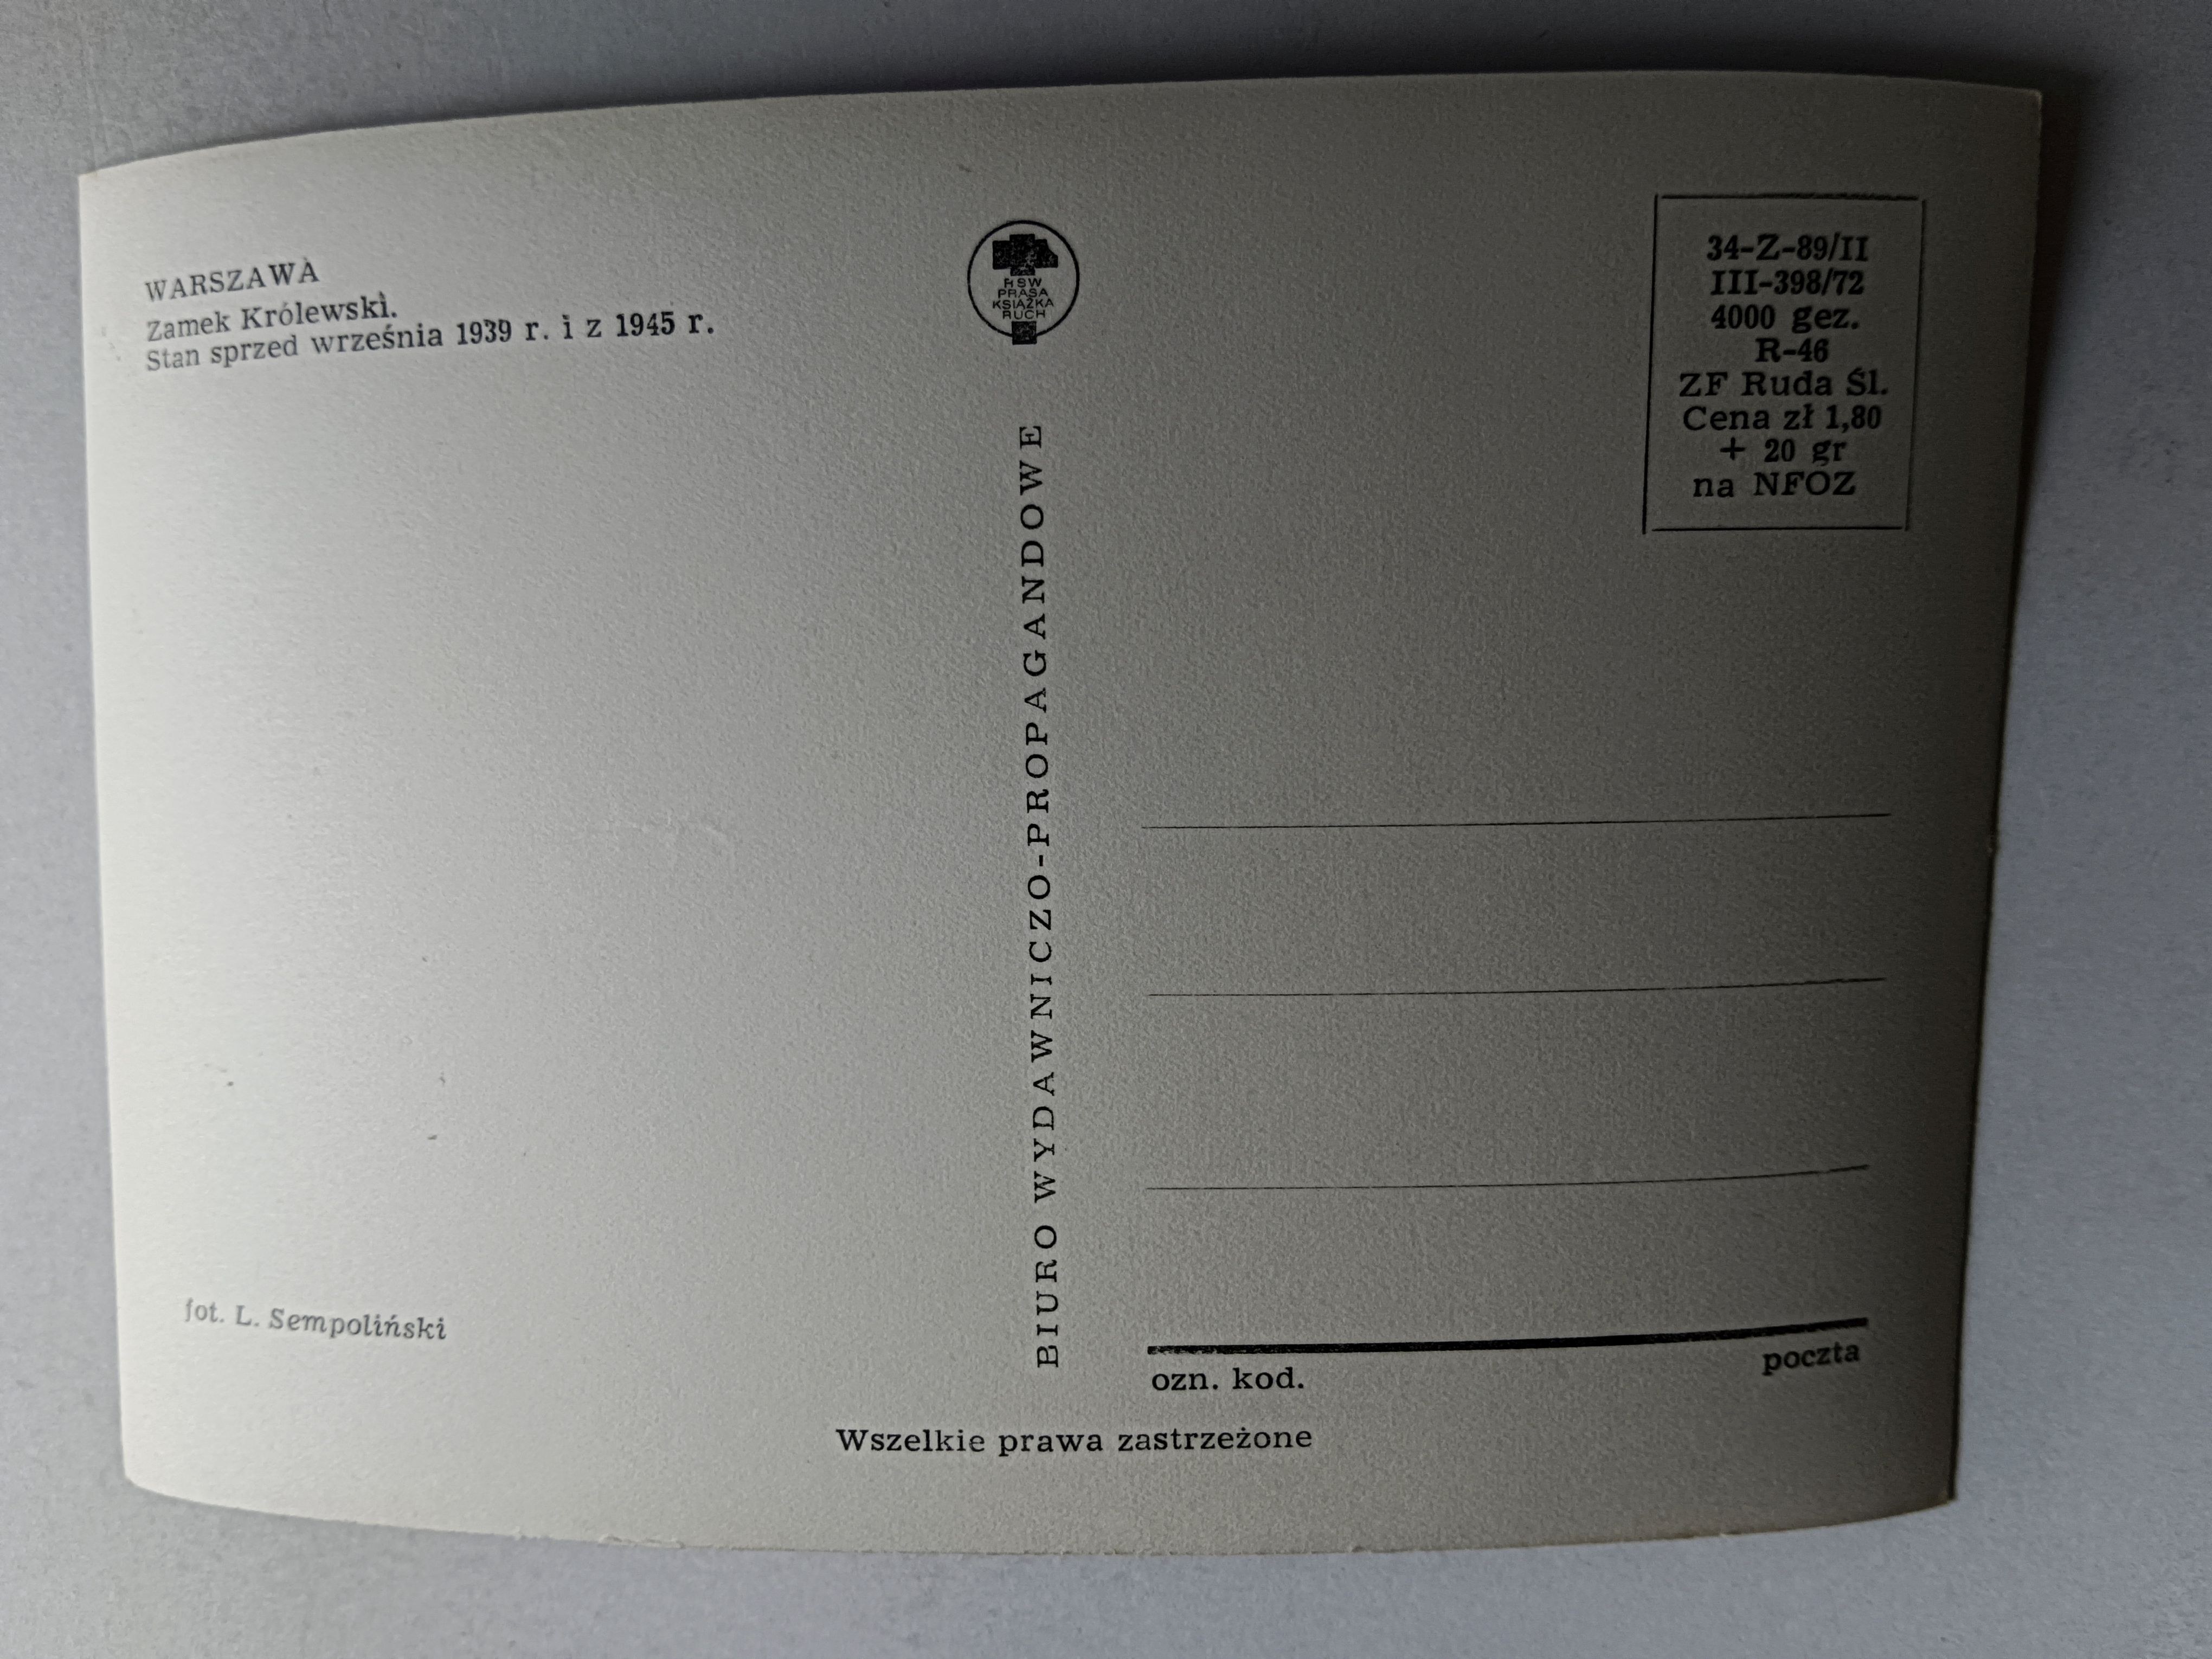 WARSZAWA
Zamek Królewski.
Stan sprzed września 1939 r. i z 1945 r.
fot. L. Sempoliński
RSW
PRASA
KSIĄŻKA
RUCH
BIURO WYDAWNICZO-PROPAGANDOWE
34-Z-89/II
III-398/72
4000 gez.
R-46
ZF Ruda Śl.
Cena zł 1,80
+ 20 gr
na NFOZ
ozn. kod.
poczta
Wszelkie prawa zastrzeżone